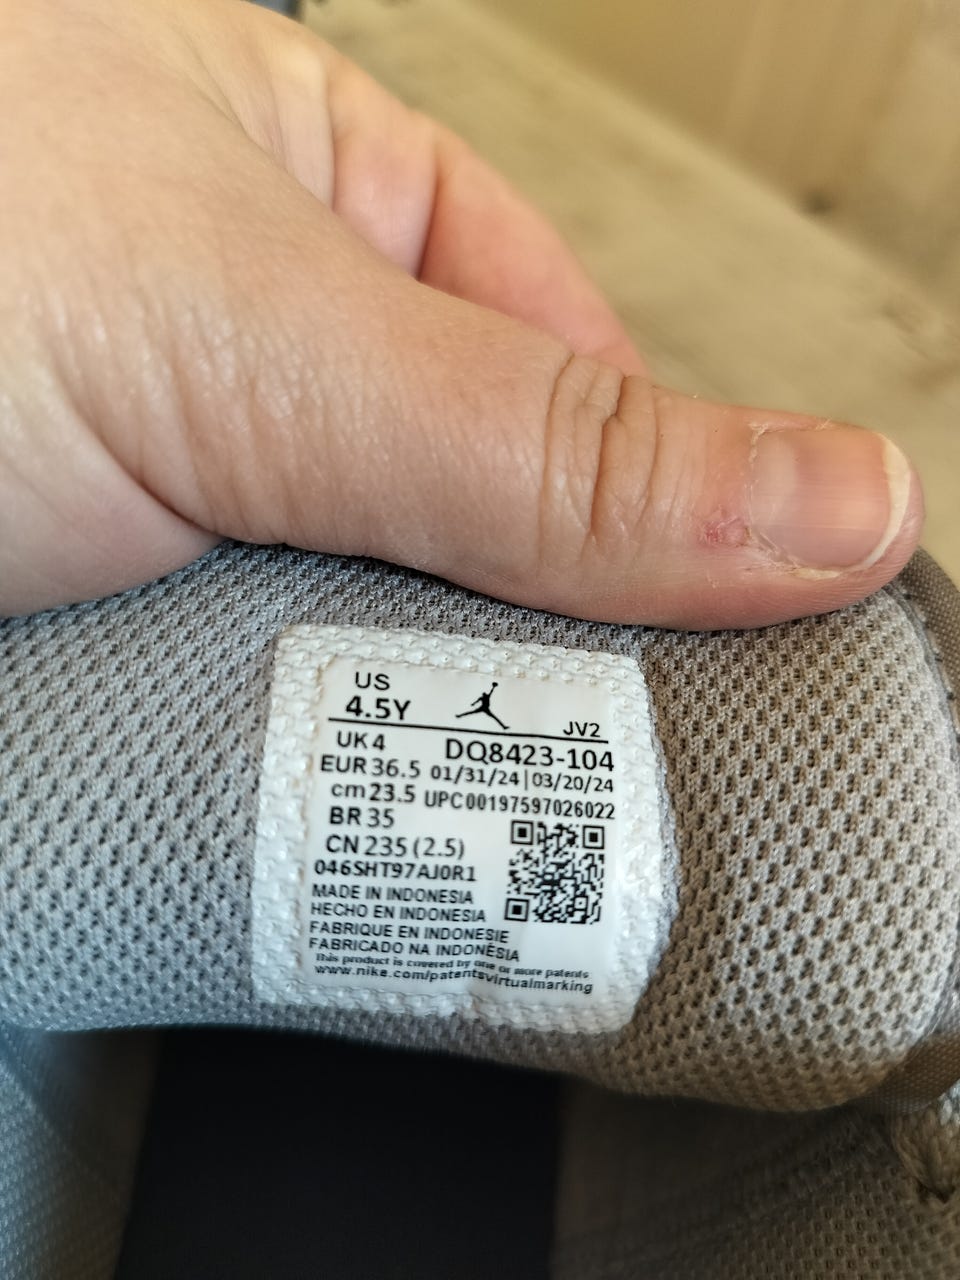 US
4.5Y
JV2
UK 4
DQ8423-104
EUR 36.5
01/31/24 | 03/20/24
cm 23.5
UPC00197597026022
BR 35
CN 235 (2.5)
046SHT97AJ0R1
MADE IN INDONESIA
HECHO EN INDONESIA
FABRIQUE EN INDONESIE
FABRICADO NA INDONÉSIA
This product is covered by one or more patents
www.nike.com/patentsvirtualmarking